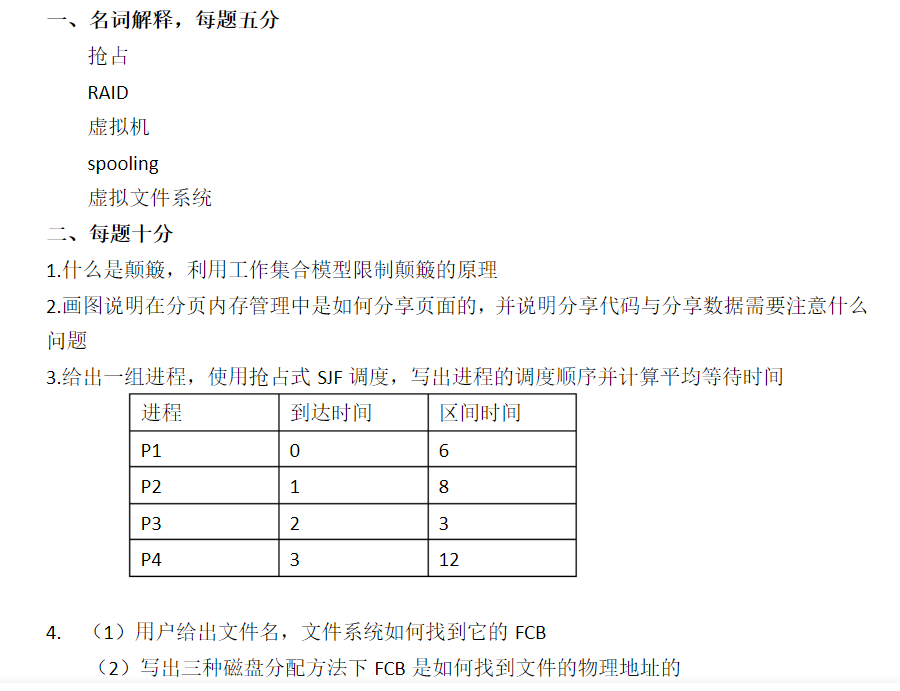 一、名词解释，每题五分
抢占
RAID
虚拟机
spooling
虚拟文件系统
二、每题十分
1.什么是颠簸，利用工作集合模型限制颠簸的原理
2.画图说明在分页内存管理中是如何分享页面的，并说明分享代码与分享数据需要注意什么
问题
3.给出一组进程，使用抢占式 SJF 调度，写出进程的调度顺序并计算平均等待时间
进程 到达时间 区间时间
P1 0 6
P2 1 8
P3 2 3
P4 3 12
4. （1）用户给出文件名，文件系统如何找到它的 FCB
（2）写出三种磁盘分配方法下 FCB 是如何找到文件的物理地址的